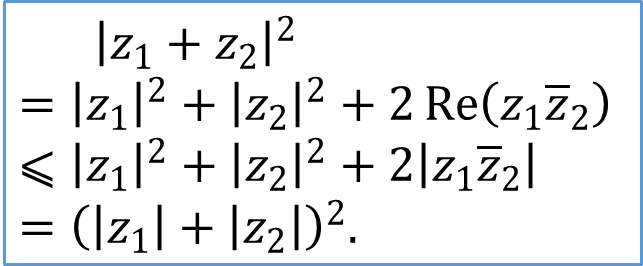 |z₁ + z₂|²
= |z₁|² + |z₂|² + 2 Re(z₁z̅₂)
⩽ |z₁|² + |z₂|² + 2|z₁z̅₂|
= (|z₁| + |z₂|)².